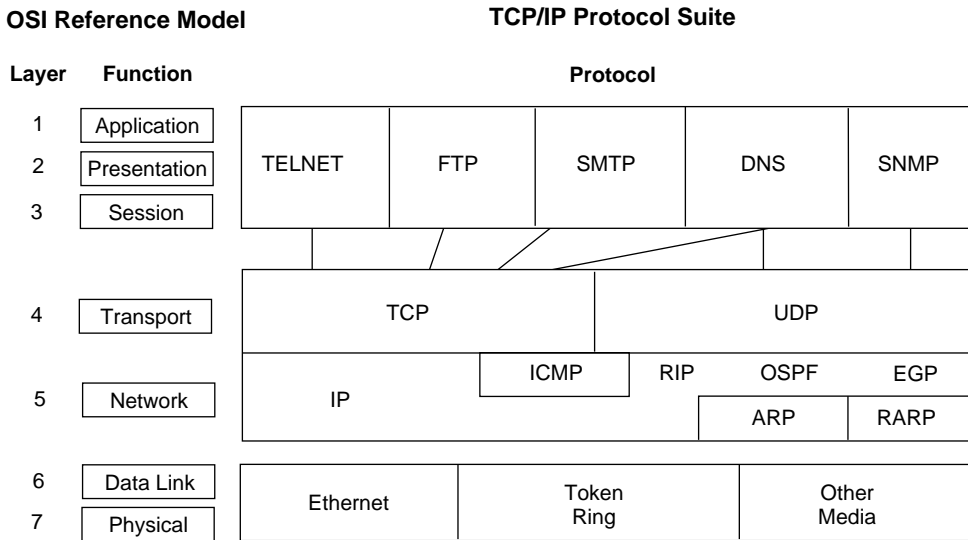 OSI Reference Model
TCP/IP Protocol Suite
Layer Function
Protocol
1 Application
2 Presentation
3 Session
TELNET FTP SMTP DNS SNMP
4 Transport
TCP UDP
5 Network
IP
ICMP RIP OSPF EGP
ARP RARP
6 Data Link
7 Physical
Ethernet
Token
Ring
Other
Media